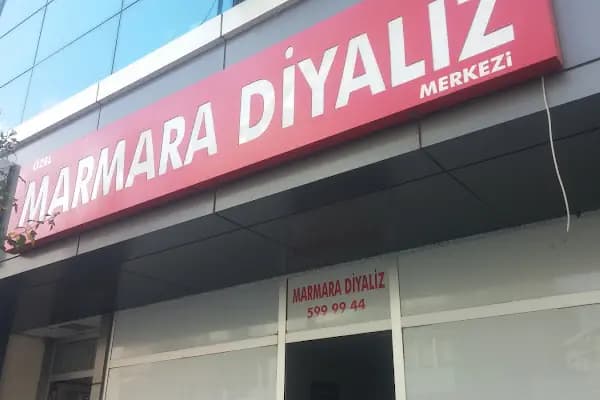 ÖZEL
MARMARA DİYALİZ
MERKEZİ
MARMARA DİYALİZ
599 99 44